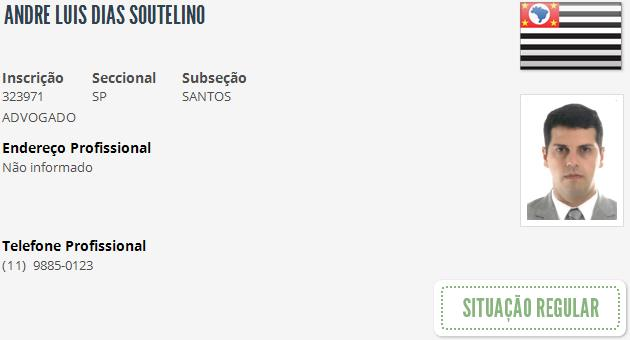 ANDRE LUIS DIAS SOUTELINO
Inscrição Seccional Subseção
323971 SP SANTOS
ADVOGADO
Endereço Profissional
Não informado
Telefone Profissional
(11) 9885-0123
SITUAÇÃO REGULAR